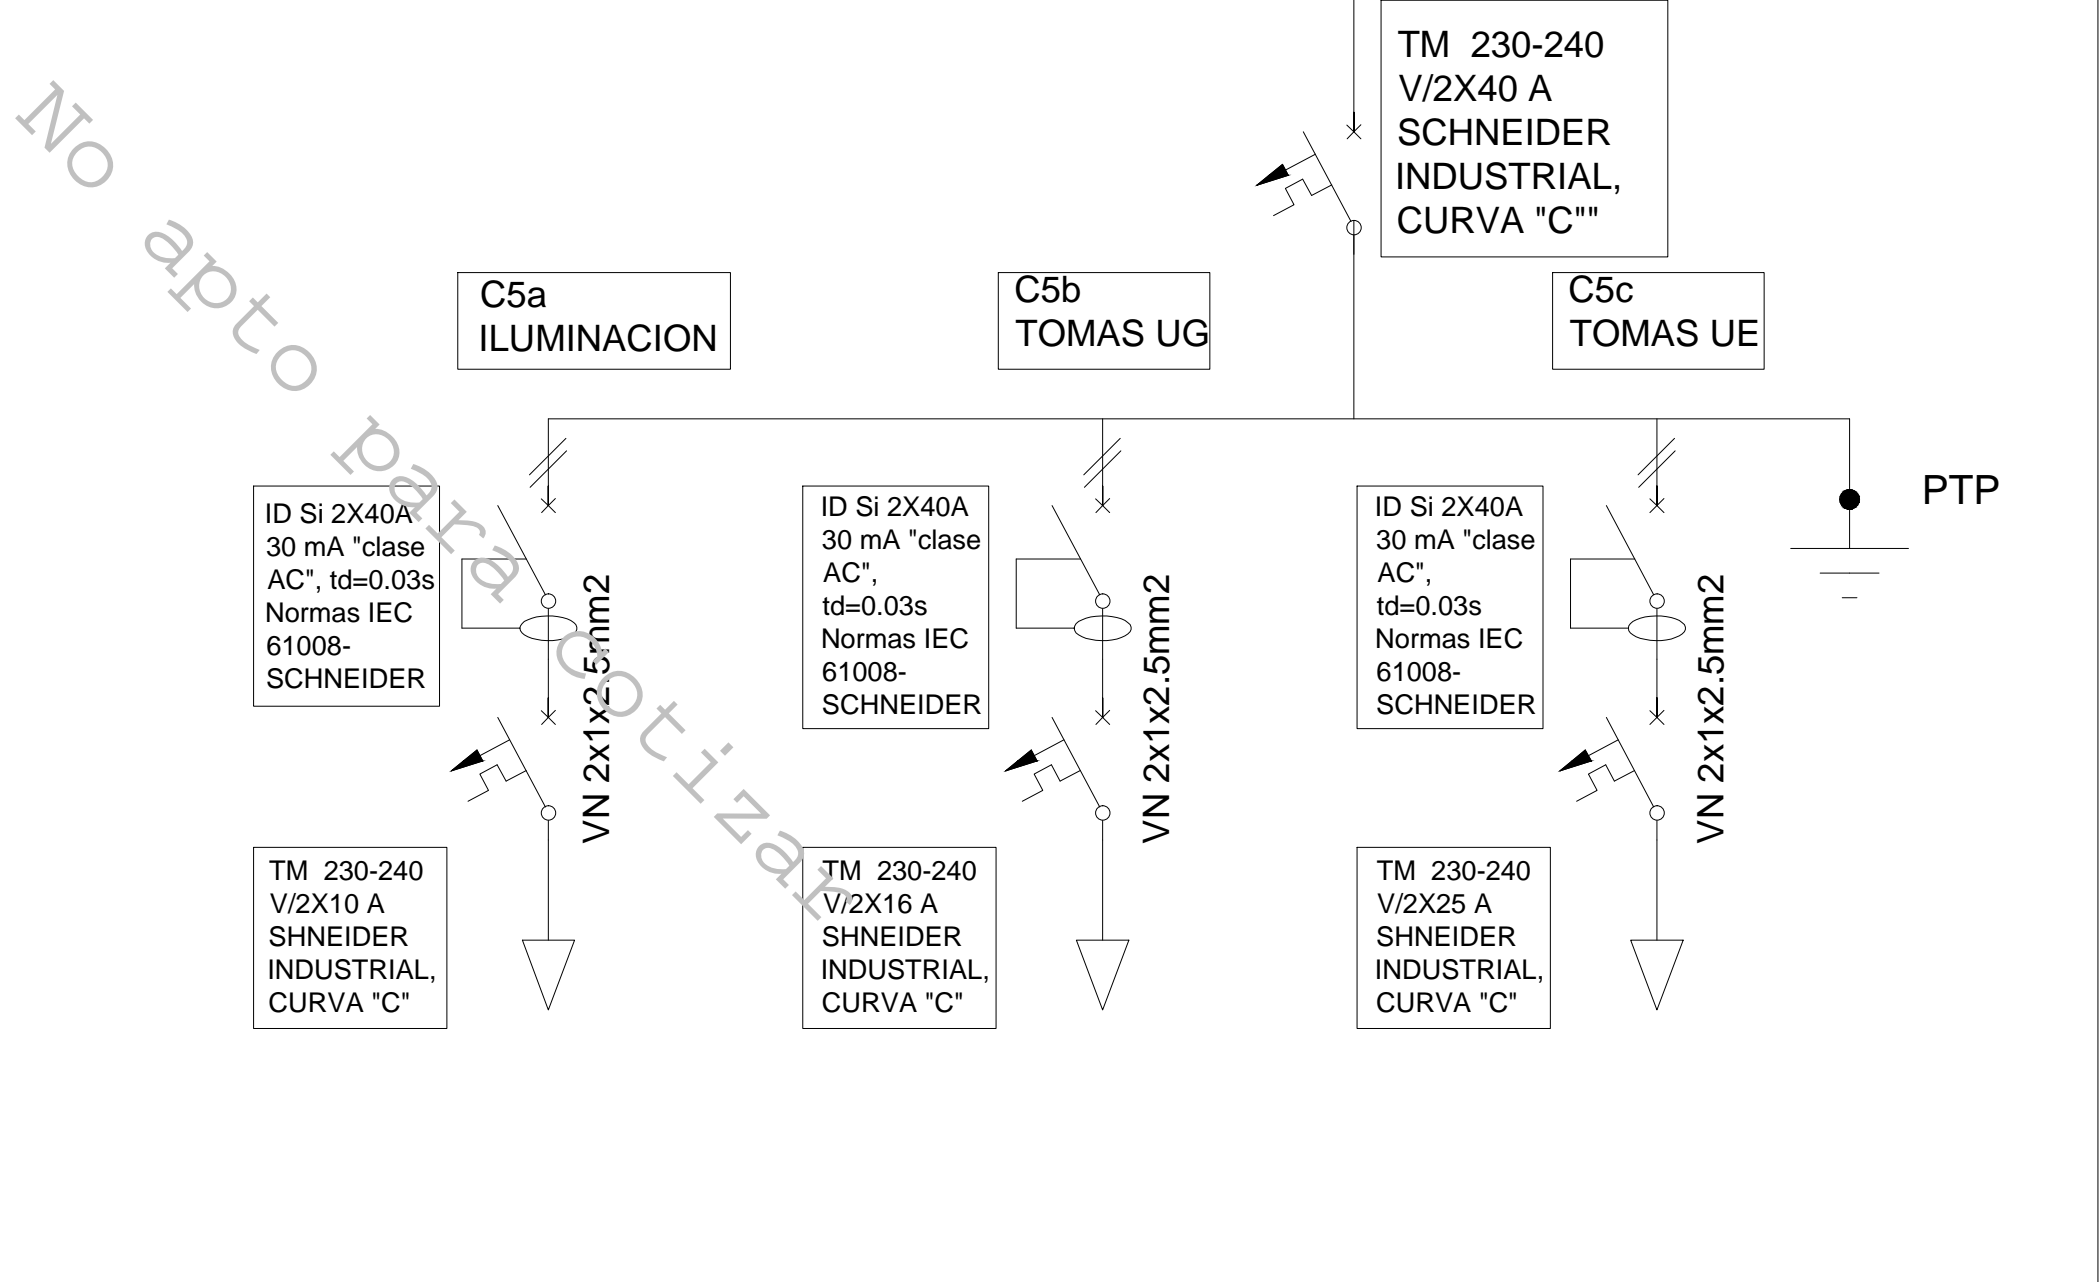 TM 230-240
V/2X40 A
SCHNEIDER
INDUSTRIAL,
CURVA "C""
No apto para cotizar
C5a
ILUMINACION
C5b
TOMAS UG
C5c
TOMAS UE
ID Si 2X40A
30 mA "clase
AC", td=0.03s
Normas IEC
61008-
SCHNEIDER
VN 2x1x2.5mm2
ID Si 2X40A
30 mA "clase
AC",
td=0.03s
Normas IEC
61008-
SCHNEIDER
VN 2x1x2.5mm2
ID Si 2X40A
30 mA "clase
AC",
td=0.03s
Normas IEC
61008-
SCHNEIDER
VN 2x1x2.5mm2
PTP
TM 230-240
V/2X10 A
SHNEIDER
INDUSTRIAL,
CURVA "C"
TM 230-240
V/2X16 A
SHNEIDER
INDUSTRIAL,
CURVA "C"
TM 230-240
V/2X25 A
SHNEIDER
INDUSTRIAL,
CURVA "C"